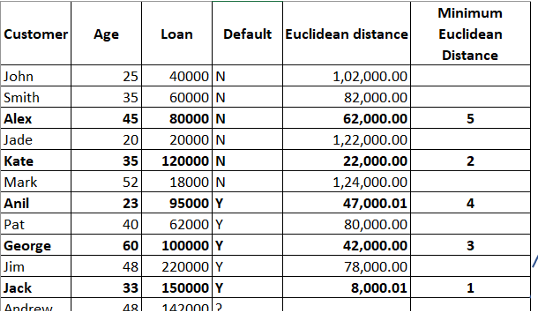 Customer Age Loan Default Euclidean distance Minimum Euclidean Distance
John 25 40000 N 1,02,000.00
Smith 35 60000 N 82,000.00
Alex 45 80000 N 62,000.00 5
Jade 20 20000 N 1,22,000.00
Kate 35 120000 N 22,000.00 2
Mark 52 18000 N 1,24,000.00
Anil 23 95000 Y 47,000.01 4
Pat 40 62000 Y 80,000.00
George 60 100000 Y 42,000.00 3
Jim 48 220000 Y 78,000.00
Jack 33 150000 Y 8,000.01 1
Andrew 48 142000 ?